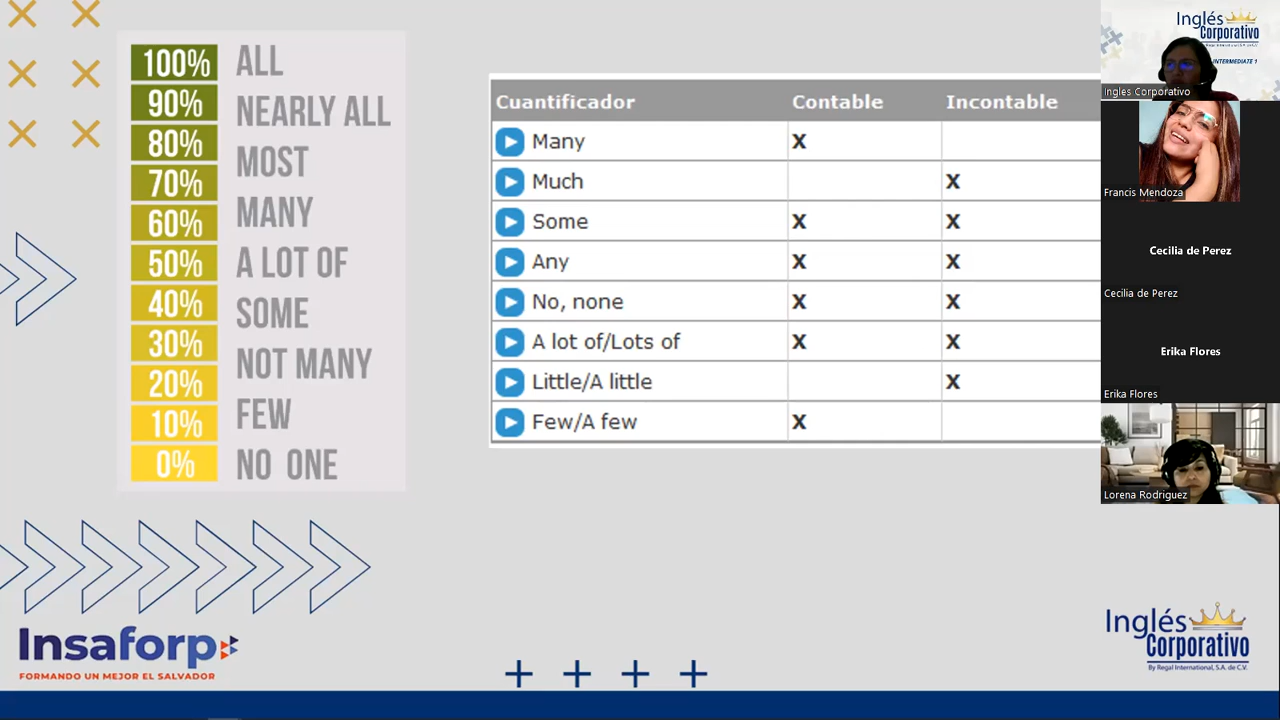 100% ALL
90% NEARLY ALL
80% MOST
70% MANY
60% A LOT OF
50% SOME
40% NOT MANY
30% FEW
20% NO ONE
10%
0%
Cuantificador Contable Incontable
Many X
Much X
Some X X
Any X X
No, none X X
A lot of/Lots of X X
Little/A little X
Few/A few X
Inglés
Corporativo
INTERMEDIATE 1
Ingles Corporativo
Francis Mendoza
Cecilia de Perez
Cecilia de Perez
Erika Flores
Erika Flores
Lorena Rodriguez
Insaforp
FORMANDO UN MEJOR EL SALVADOR
Inglés
Corporativo
By Regal International, S.A. de C.V.